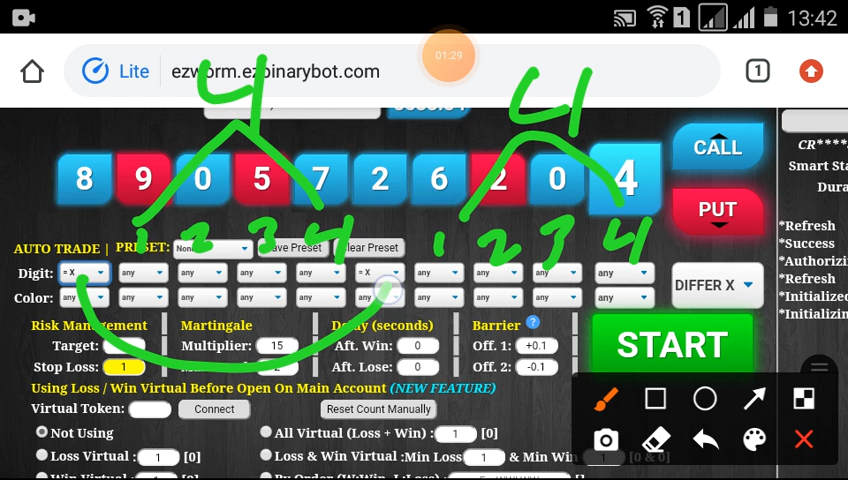 13:42
Lite ezworm.ezbinarybot.com 01:29 1
4 4
CALL
8 9 0 5 7 2 6 2 0 4
PUT
CR****
Smart Sta
Dura
1 2 3 4 1 2 3 4
AUTO TRADE | PRESET: Non ave Preset Clear Preset
Digit: = X any any any any = X any any any any
Color: any any any any any any any any any any
DIFFER X
*Refresh
*Success
*Authorizi
*Refresh
*Initialized
*Initializin
Risk Management Martingale Delay (seconds) Barrier ?
Target: Multiplier: 15 Aft. Win: 0 Off. 1: +0.1
Stop Loss: 1 Aft. Lose: 0 Off. 2: -0.1
START
Using Loss / Win Virtual Before Open On Main Account (NEW FEATURE)
Virtual Token: Connect Reset Count Manually
Not Using All Virtual (Loss + Win) : 1 [0]
Loss Virtual : 1 [0] Loss & Win Virtual :Min Loss 1 & Min Win 1 [0 & 0]